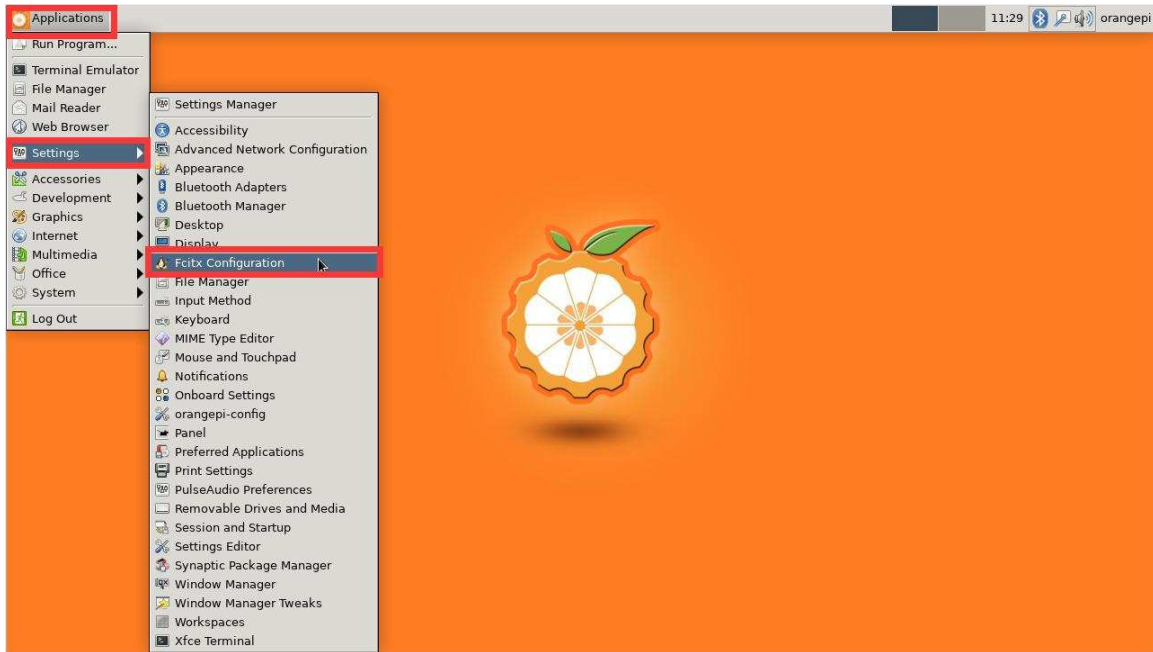 Applications
11:29
orangepi
Run Program...
Terminal Emulator
File Manager
Mail Reader
Web Browser
Settings
Accessories
Development
Graphics
Internet
Multimedia
Office
System
Log Out
Settings Manager
Accessibility
Advanced Network Configuration
Appearance
Bluetooth Adapters
Bluetooth Manager
Desktop
Display
Fcitx Configuration
File Manager
Input Method
Keyboard
MIME Type Editor
Mouse and Touchpad
Notifications
Onboard Settings
orangepi-config
Panel
Preferred Applications
Print Settings
PulseAudio Preferences
Removable Drives and Media
Session and Startup
Settings Editor
Synaptic Package Manager
Window Manager
Window Manager Tweaks
Workspaces
Xfce Terminal